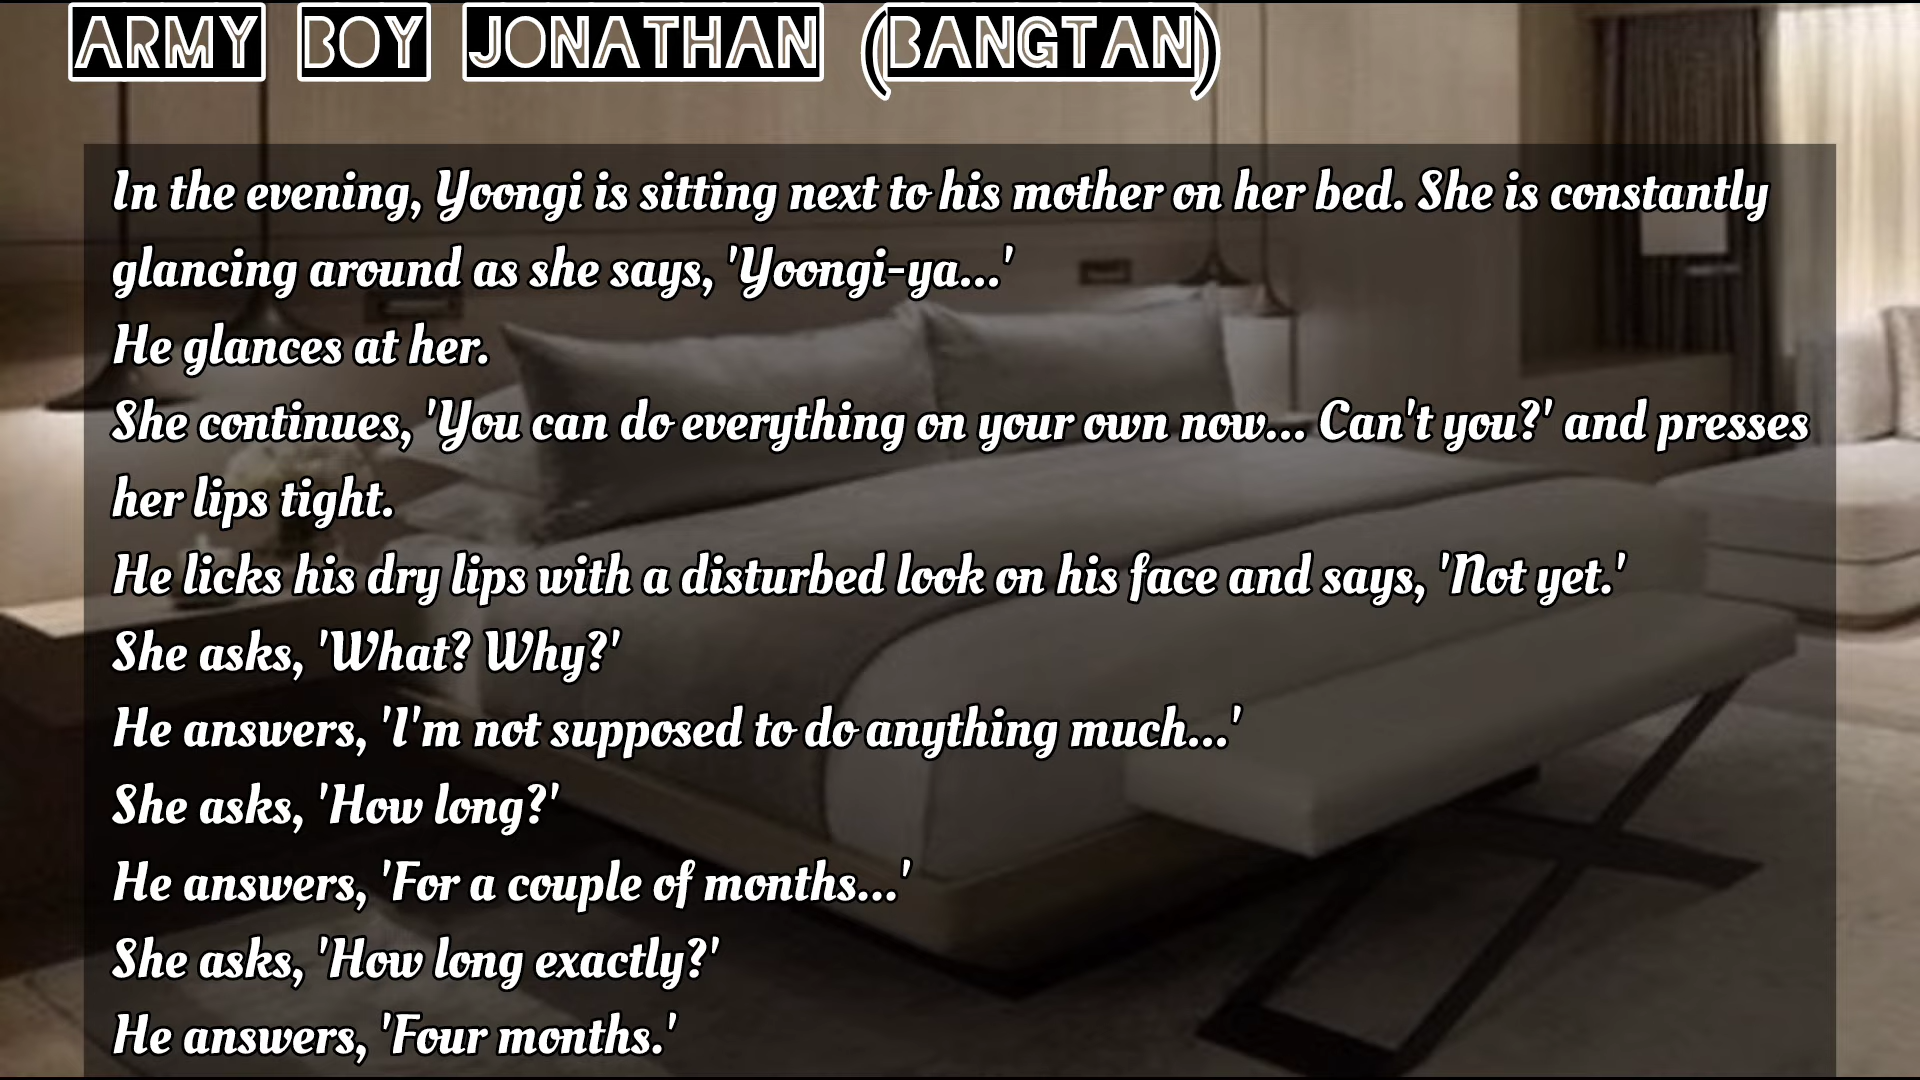 ARMY BOY JONATHAN (BANGTAN)
In the evening, Yoongi is sitting next to his mother on her bed. She is constantly
glancing around as she says, 'Yoongi-ya...'
He glances at her.
She continues, 'You can do everything on your own now... Can't you?' and presses
her lips tight.
He licks his dry lips with a disturbed look on his face and says, 'Not yet.'
She asks, 'What? Why?'
He answers, 'I'm not supposed to do anything much...'
She asks, 'How long?'
He answers, 'For a couple of months...'
She asks, 'How long exactly?'
He answers, 'Four months.'